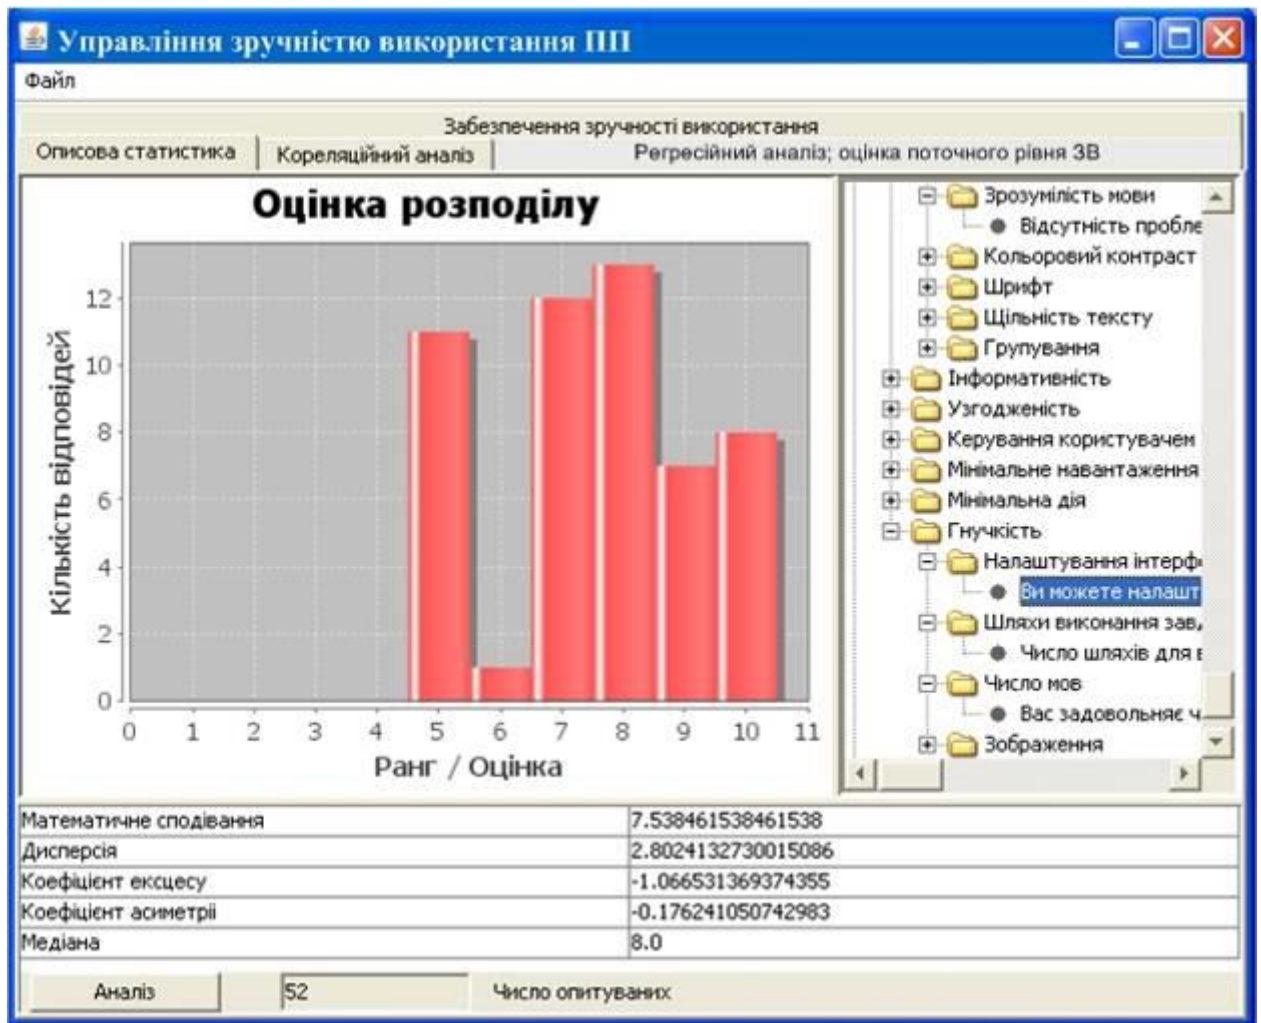 Управління зручністю використання ПП
Файл
Забезпечення зручності використання
Описова статистика
Кореляційний аналіз
Регресійний аналіз; оцінка поточного рівня ЗВ
Оцінка розподілу
Кількість відповідей
12
10
8
6
4
2
0
0 1 2 3 4 5 6 7 8 9 10 11
Ранг / Оцінка
Зрозумілість мови
Відсутність пробле
Кольоровий контраст
Шрифт
Щільність тексту
Групування
Інформативність
Узгодженість
Керування користувачем
Мінімальне навантаження
Мінімальна дія
Гнучкість
Налаштування інтерф
Ви можете налашт
Шляхи виконання зав
Число шляхів для в
Число мов
Вас задовольняє ч
Зображення
Математичне сподівання 7.538461538461538
Дисперсія 2.8024132730015086
Коефіцієнт ексцесу -1.066531369374355
Коефіцієнт асиметріі -0.176241050742983
Медіана 8.0
Аналіз 52 Число опитуваних